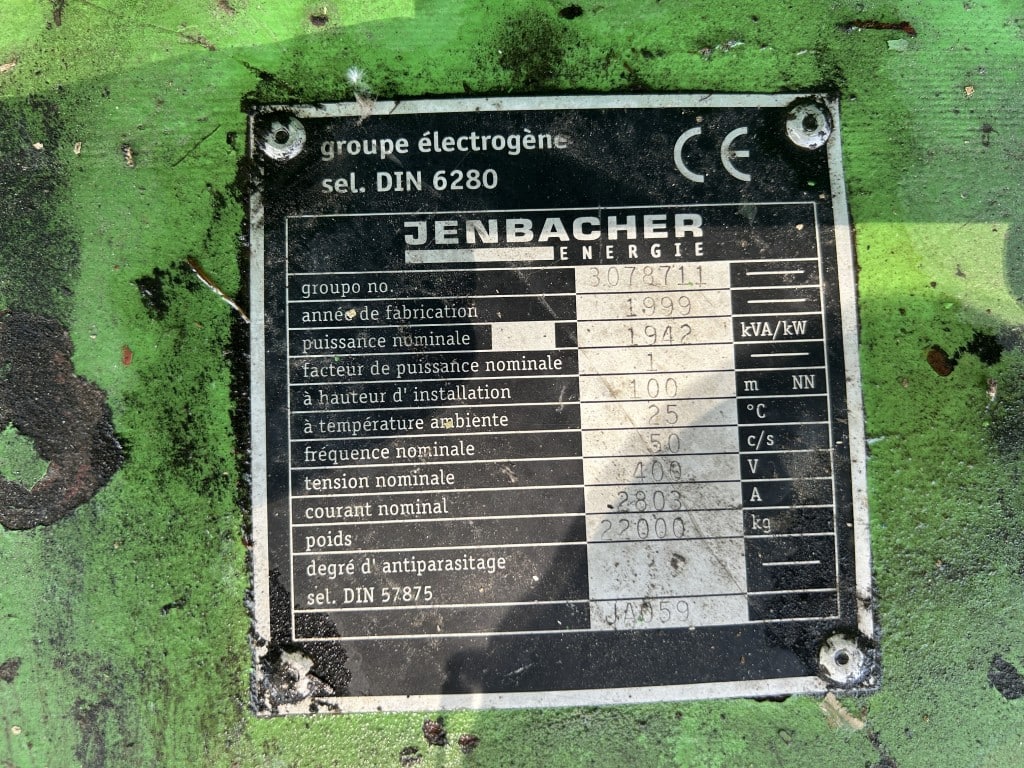 groupe électrogène CE
sel. DIN 6280
JENBACHER
ENERGIE
groupo no. 3078711
année de fabrication 1999
puissance nominale 1942 kVA/kW
facteur de puissance nominale 1
à hauteur d' installation 100 m NN
à température ambiente 25 °C
fréquence nominale 50 c/s
tension nominale 400 V
courant nominal 2803 A
poids 22000 kg
degré d' antiparasitage
sel. DIN 57875
JA059